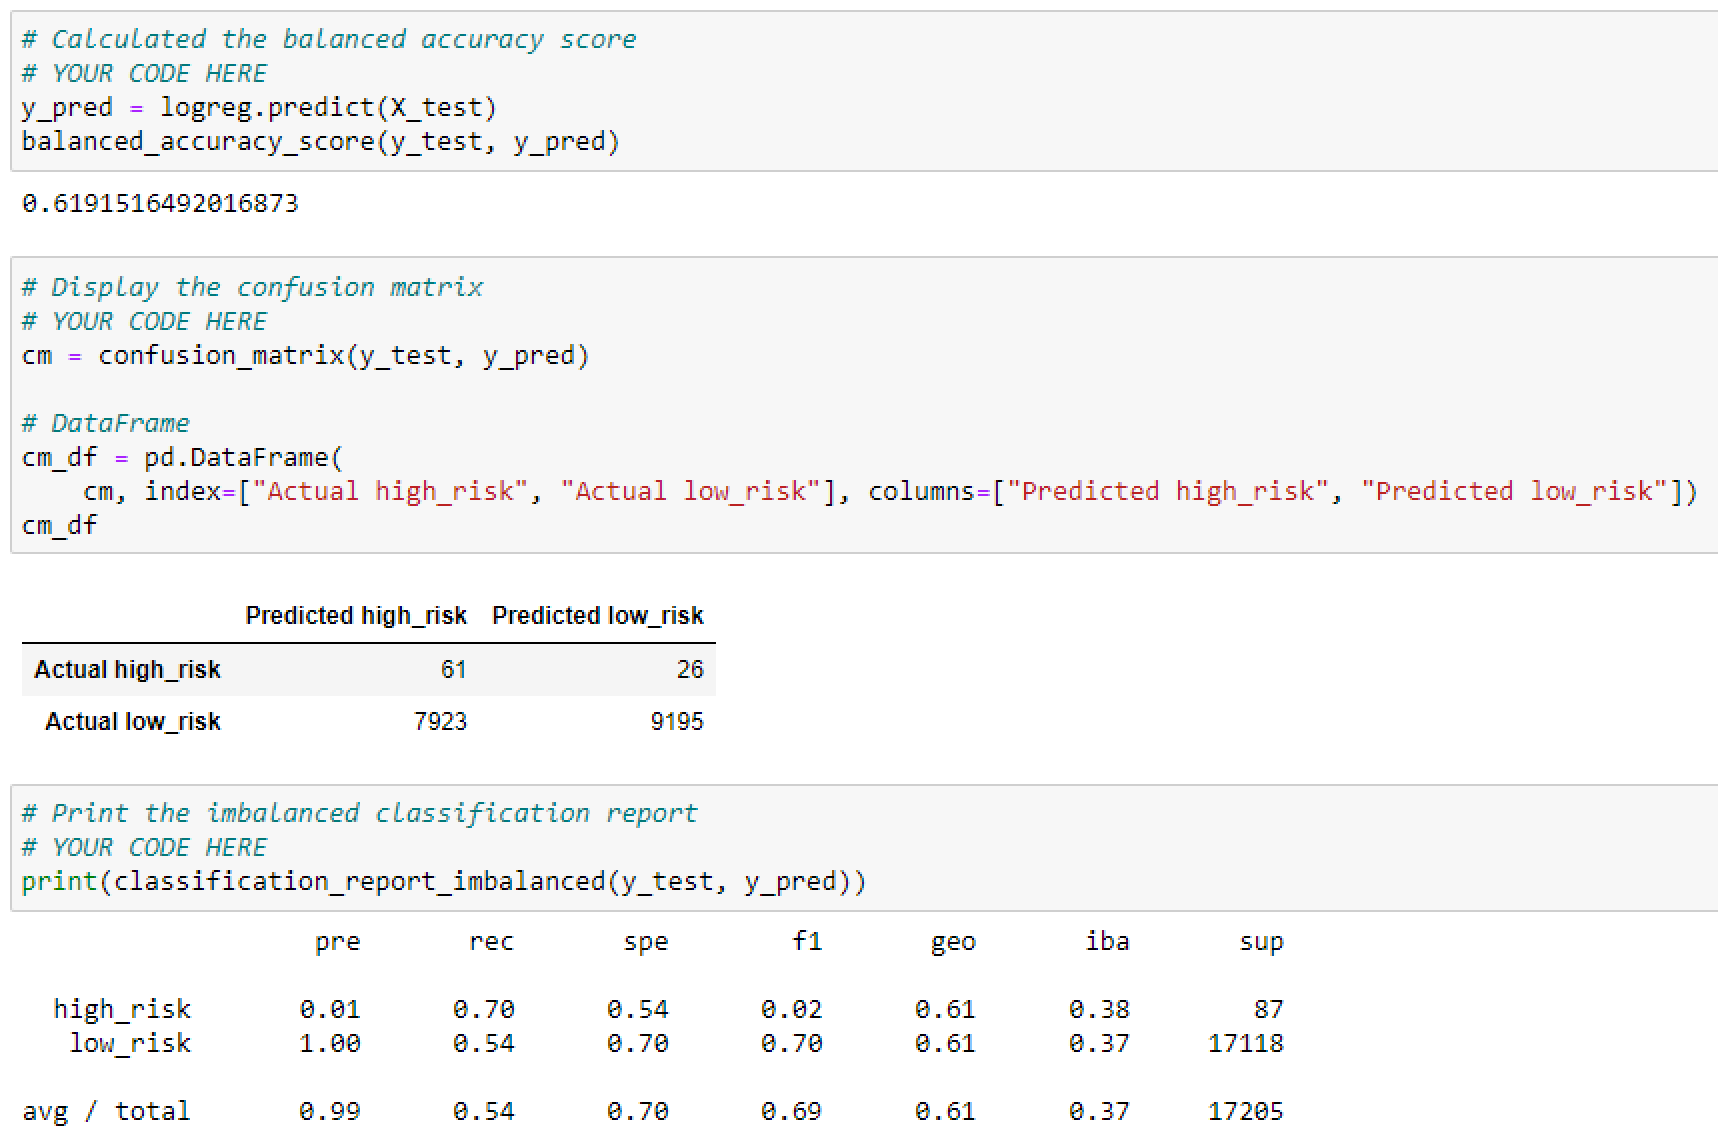 # Calculated the balanced accuracy score
# YOUR CODE HERE
y_pred = logreg.predict(X_test)
balanced_accuracy_score(y_test, y_pred)
0.6191516492016873
# Display the confusion matrix
# YOUR CODE HERE
cm = confusion_matrix(y_test, y_pred)
# DataFrame
cm_df = pd.DataFrame(
    cm, index=["Actual high_risk", "Actual low_risk"], columns=["Predicted high_risk", "Predicted low_risk"])
cm_df
Predicted high_risk Predicted low_risk
Actual high_risk 61 26
Actual low_risk 7923 9195
# Print the imbalanced classification report
# YOUR CODE HERE
print(classification_report_imbalanced(y_test, y_pred))
pre rec spe f1 geo iba sup
high_risk 0.01 0.70 0.54 0.02 0.61 0.38 87
low_risk 1.00 0.54 0.70 0.70 0.61 0.37 17118
avg / total 0.99 0.54 0.70 0.69 0.61 0.37 17205